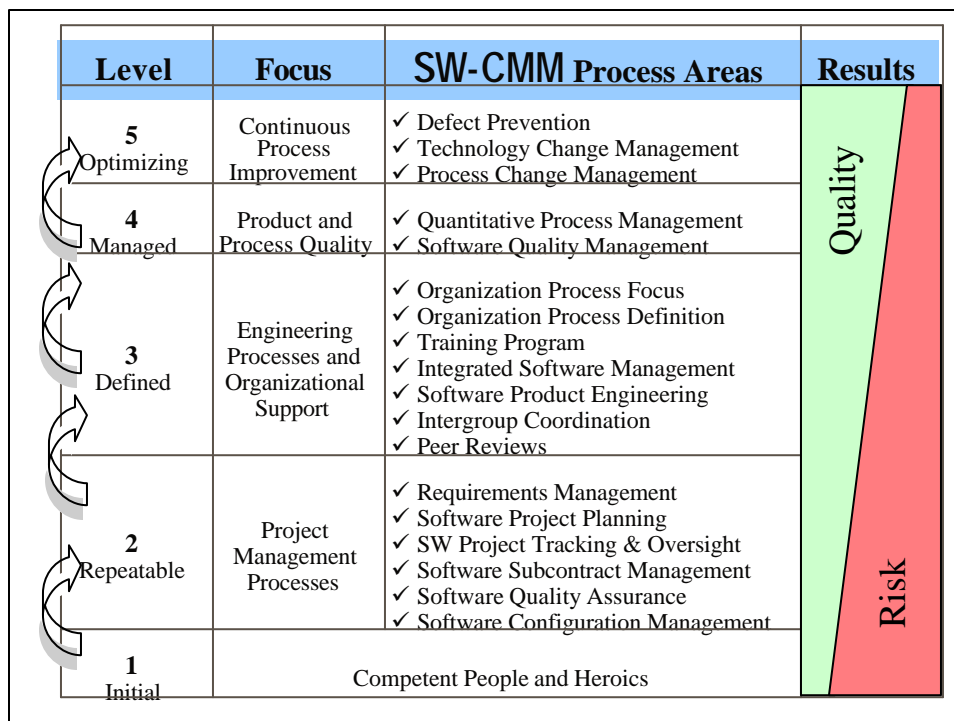 Level Focus SW-CMM Process Areas Results
5
Optimizing
Continuous
Process
Improvement
✓ Defect Prevention
✓ Technology Change Management
✓ Process Change Management
4
Managed
Product and
Process Quality
✓ Quantitative Process Management
✓ Software Quality Management
3
Defined
Engineering
Processes and
Organizational
Support
✓ Organization Process Focus
✓ Organization Process Definition
✓ Training Program
✓ Integrated Software Management
✓ Software Product Engineering
✓ Intergroup Coordination
✓ Peer Reviews
2
Repeatable
Project
Management
Processes
✓ Requirements Management
✓ Software Project Planning
✓ SW Project Tracking & Oversight
✓ Software Subcontract Management
✓ Software Quality Assurance
✓ Software Configuration Management
1
Initial
Competent People and Heroics
Quality
Risk